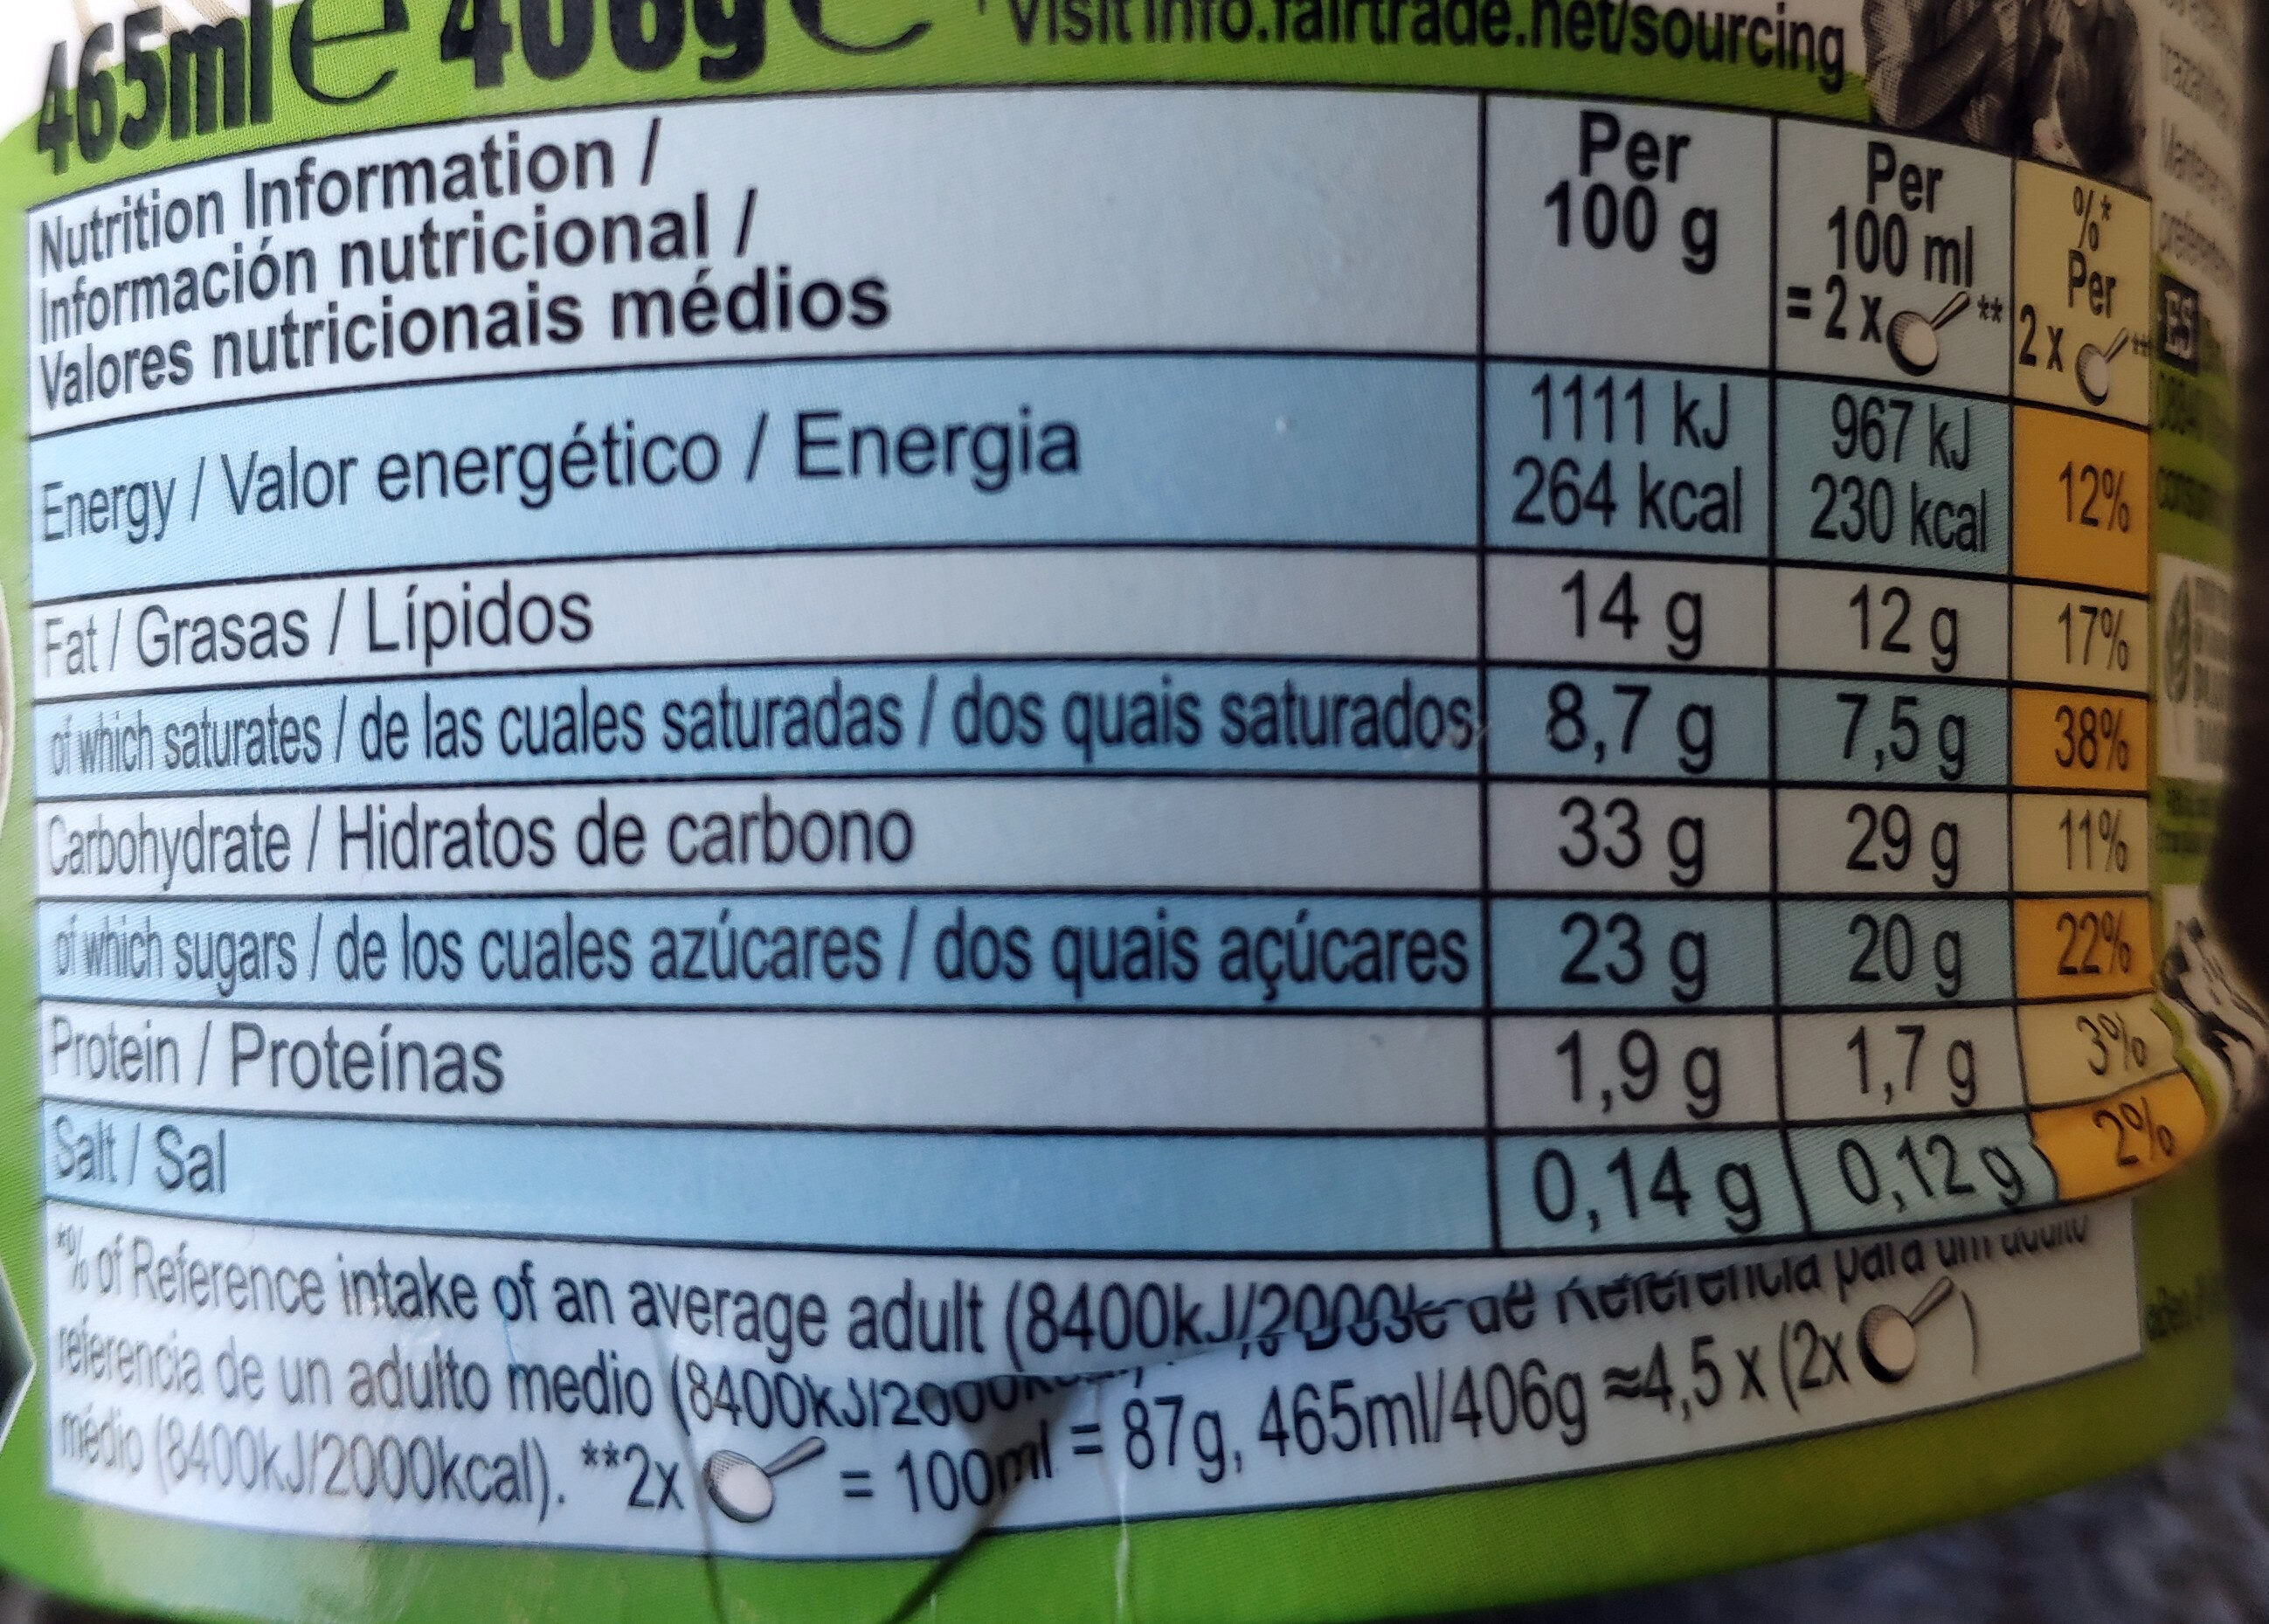 465ml e 406g e
visit info.fairtrade.net/sourcing
Nutrition Information /
Información nutricional /
Valores nutricionais médios
Per
100 g
Per
100 ml
= 2 x **
%*
Per
2 x **
Energy / Valor energético / Energia
1111 kJ 967 kJ
264 kcal 230 kcal 12%
Fat / Grasas / Lípidos 14 g 12 g 17%
of which saturates / de las cuales saturadas / dos quais saturados 8,7 g 7,5 g 38%
Carbohydrate / Hidratos de carbono 33 g 29 g 11%
of which sugars / de los cuales azúcares / dos quais açúcares 23 g 20 g 22%
Protein / Proteínas 1,9 g 1,7 g 3%
Salt / Sal 0,14 g 0,12 g 2%
*% of Reference intake of an average adult (8400kJ/ de Referencia para um
referencia de un adulto medio (8400kJ/
médio (8400kJ/2000kcal). **2x = 100ml = 87g, 465ml/406g ≈4,5 x (2x )
ES